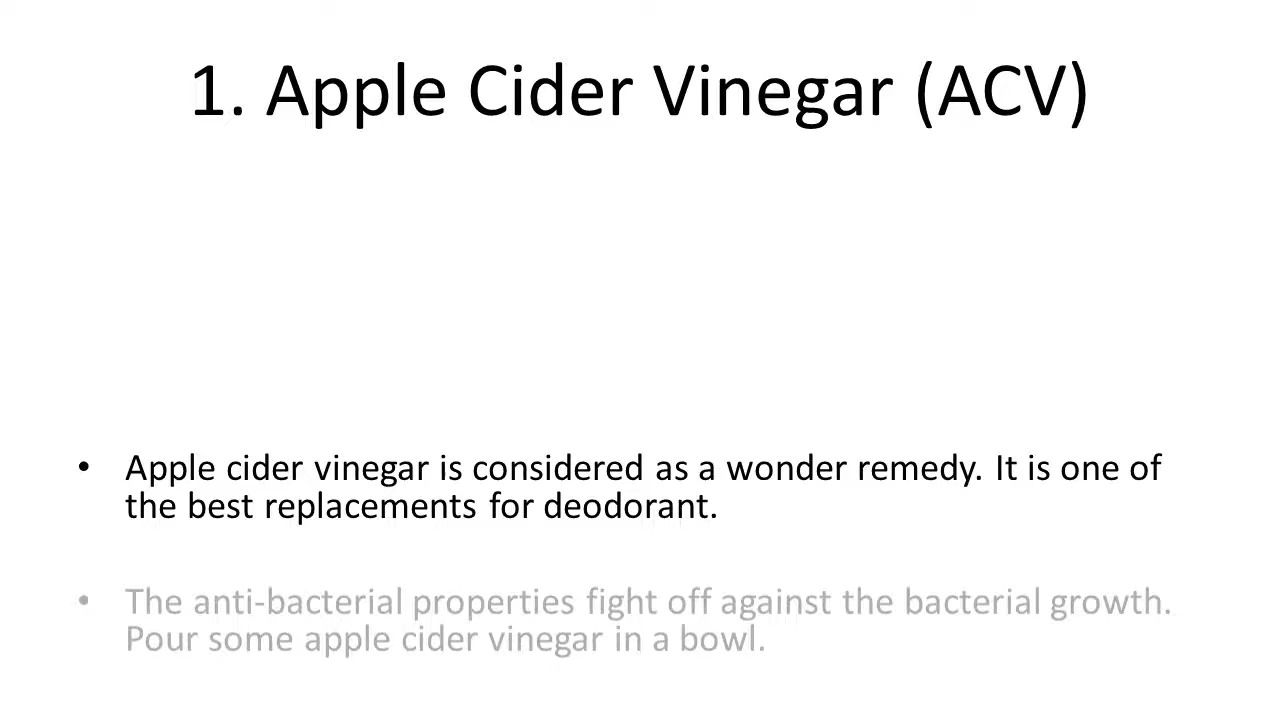 1. Apple Cider Vinegar (ACV)
• Apple cider vinegar is considered as a wonder remedy. It is one of
the best replacements for deodorant.
• The anti-bacterial properties fight off against the bacterial growth.
Pour some apple cider vinegar in a bowl.